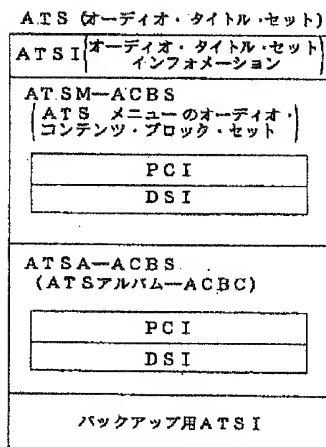 ATS (オーディオ・タイトル・セット)
ATSI(オーディオ・タイトル・セット
インフォメーション)
ATSM—ACBS
(ATS メニューのオーディオ・
コンテンツ・ブロック・セット)
PCI
DSI
ATSA—ACBS
(ATSアルバム—ACBC)
PCI
DSI
バックアップ用ATSI